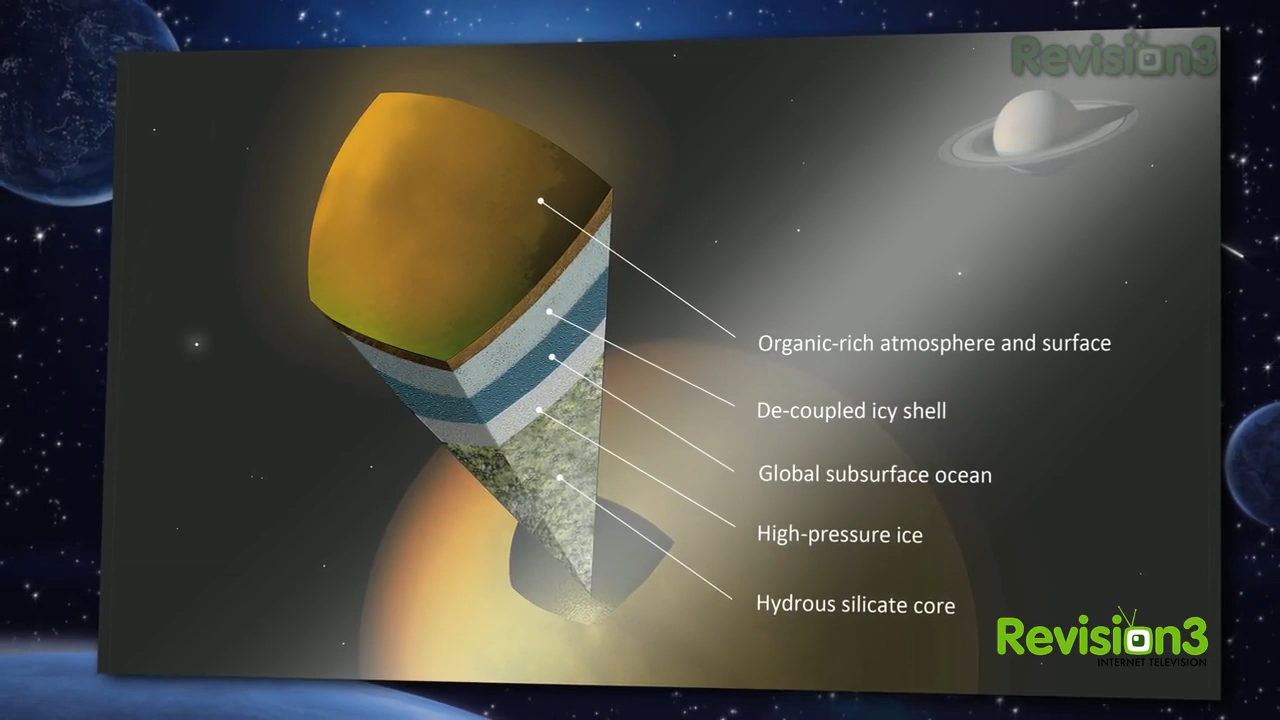 Revision3
Organic-rich atmosphere and surface
De-coupled icy shell
Global subsurface ocean
High-pressure ice
Hydrous silicate core
Revision3
INTERNET TELEVISION